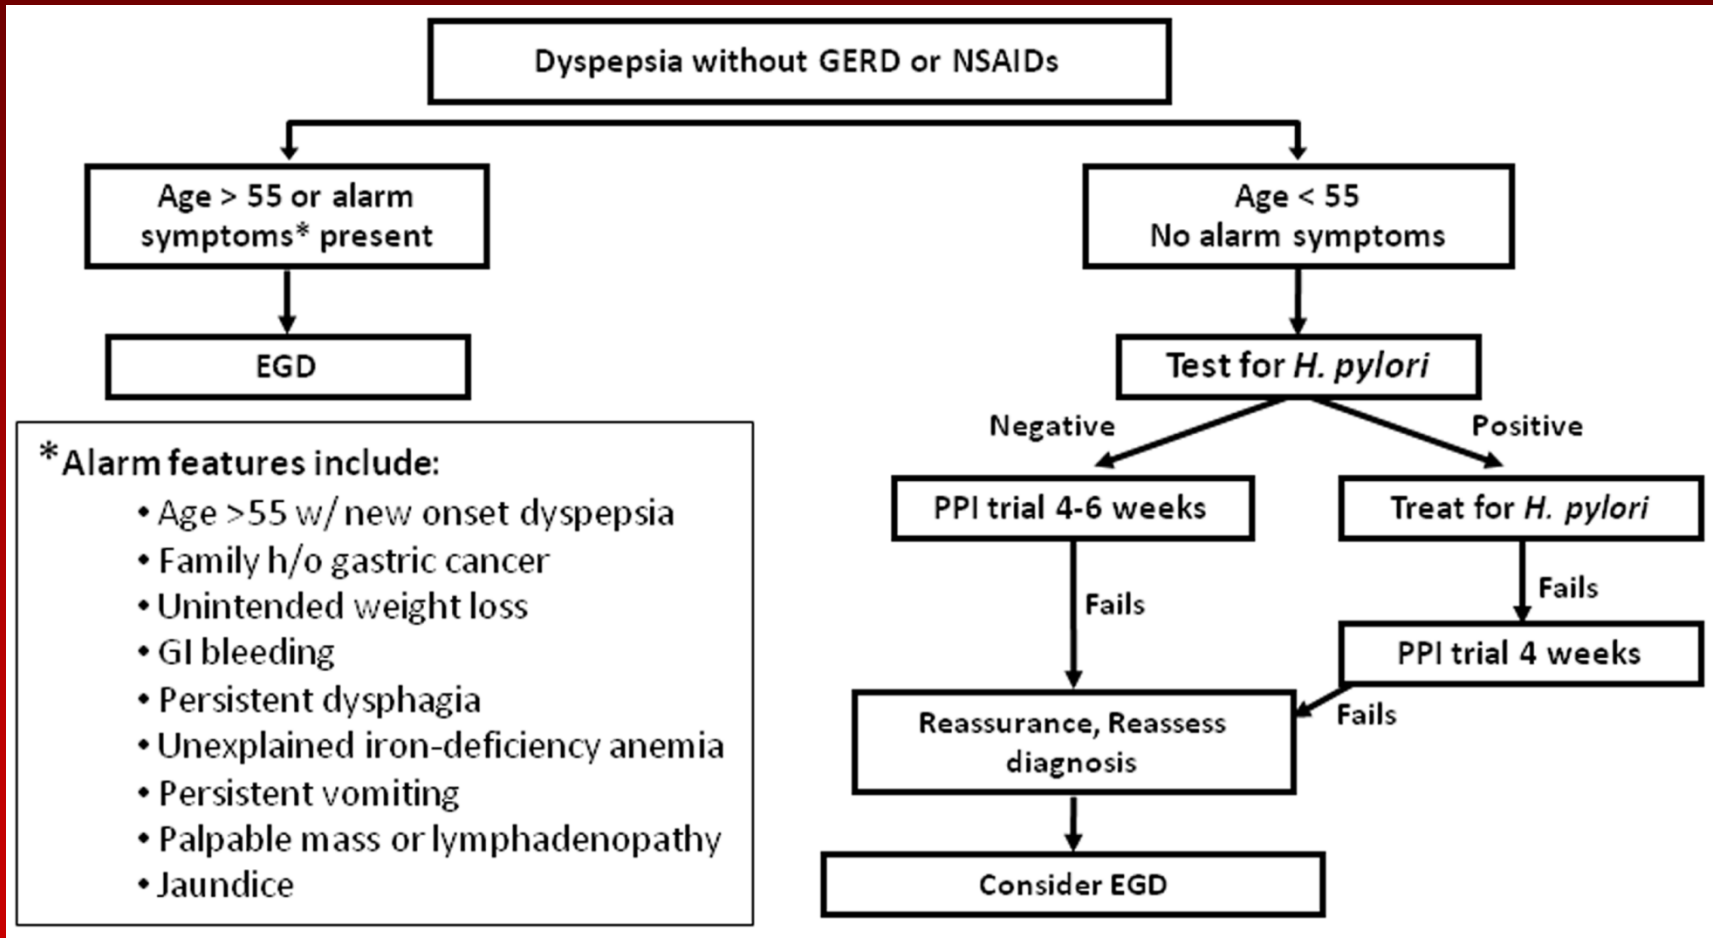 Dyspepsia without GERD or NSAIDs
Age > 55 or alarm
symptoms* present
Age < 55
No alarm symptoms
EGD
Test for H. pylori
Negative
Positive
*Alarm features include:
• Age >55 w/ new onset dyspepsia
• Family h/o gastric cancer
• Unintended weight loss
• GI bleeding
• Persistent dysphagia
• Unexplained iron-deficiency anemia
• Persistent vomiting
• Palpable mass or lymphadenopathy
• Jaundice
PPI trial 4-6 weeks
Treat for H. pylori
Fails
Fails
PPI trial 4 weeks
Fails
Reassurance, Reassess
diagnosis
Consider EGD